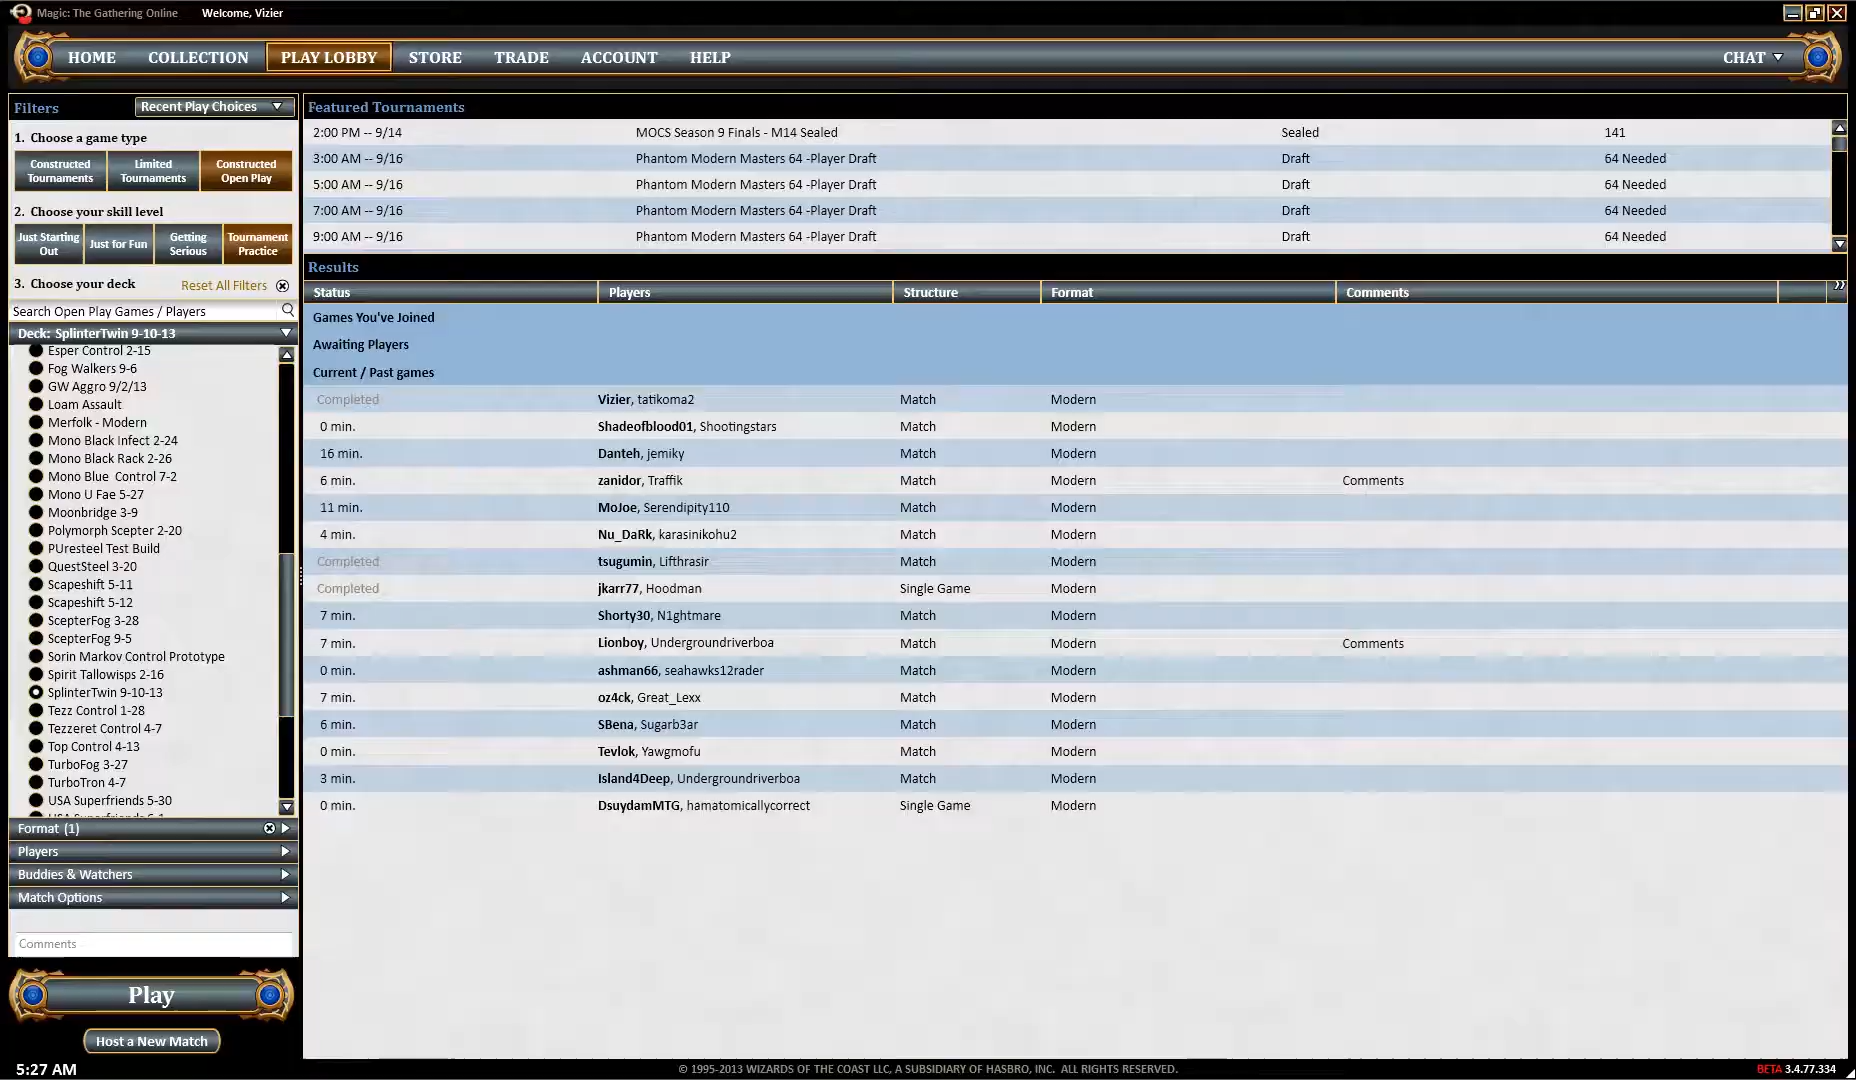 Magic: The Gathering Online Welcome, Vizier
HOME COLLECTION PLAY LOBBY STORE TRADE ACCOUNT HELP CHAT
Filters Recent Play Choices
1. Choose a game type
Constructed Tournaments Limited Tournaments Constructed Open Play
2. Choose your skill level
Just Starting Out Just for Fun Getting Serious Tournament Practice
3. Choose your deck Reset All Filters
Search Open Play Games / Players
Deck: SplinterTwin 9-10-13
Esper Control 2-15
Fog Walkers 9-6
GW Aggro 9/2/13
Loam Assault
Merfolk - Modern
Mono Black Infect 2-24
Mono Black Rack 2-26
Mono Blue  Control 7-2
Mono U Fae 5-27
Moonbridge 3-9
Polymorph Scepter 2-20
PUresteel Test Build
QuestSteel 3-20
Scapeshift 5-11
Scapeshift 5-12
ScepterFog 3-28
ScepterFog 9-5
Sorin Markov Control Prototype
Spirit Tallowisps 2-16
SplinterTwin 9-10-13
Tezz Control 1-28
Tezzeret Control 4-7
Top Control 4-13
TurboFog 3-27
TurboTron 4-7
USA Superfriends 5-30
Format (1)
Players
Buddies & Watchers
Match Options
Comments
Play
Host a New Match
5:27 AM
Featured Tournaments
2:00 PM -- 9/14 MOCS Season 9 Finals - M14 Sealed Sealed 141
3:00 AM -- 9/16 Phantom Modern Masters 64 -Player Draft Draft 64 Needed
5:00 AM -- 9/16 Phantom Modern Masters 64 -Player Draft Draft 64 Needed
7:00 AM -- 9/16 Phantom Modern Masters 64 -Player Draft Draft 64 Needed
9:00 AM -- 9/16 Phantom Modern Masters 64 -Player Draft Draft 64 Needed
Results
Status Players Structure Format Comments
Games You've Joined
Awaiting Players
Current / Past games
Completed Vizier, tatikoma2 Match Modern
0 min. Shadeofblood01, Shootingstars Match Modern
16 min. Danteh, jemiky Match Modern
6 min. zanidor, Traffik Match Modern Comments
11 min. MoJoe, Serendipity110 Match Modern
4 min. Nu_DaRk, karasinikohu2 Match Modern
Completed tsugumin, Lifthrasir Match Modern
Completed jkarr77, Hoodman Single Game Modern
7 min. Shorty30, N1ghtmare Match Modern
7 min. Lionboy, Undergroundriverboa Match Modern Comments
0 min. ashman66, seahawks12rader Match Modern
7 min. oz4ck, Great_Lexx Match Modern
6 min. SBena, Sugarb3ar Match Modern
0 min. Tevlok, Yawgmofu Match Modern
3 min. Island4Deep, Undergroundriverboa Match Modern
0 min. DsuydamMTG, hamatomicallycorrect Single Game Modern
© 1995-2013 WIZARDS OF THE COAST LLC, A SUBSIDIARY OF HASBRO, INC. ALL RIGHTS RESERVED.
BETA 3.4.77.334